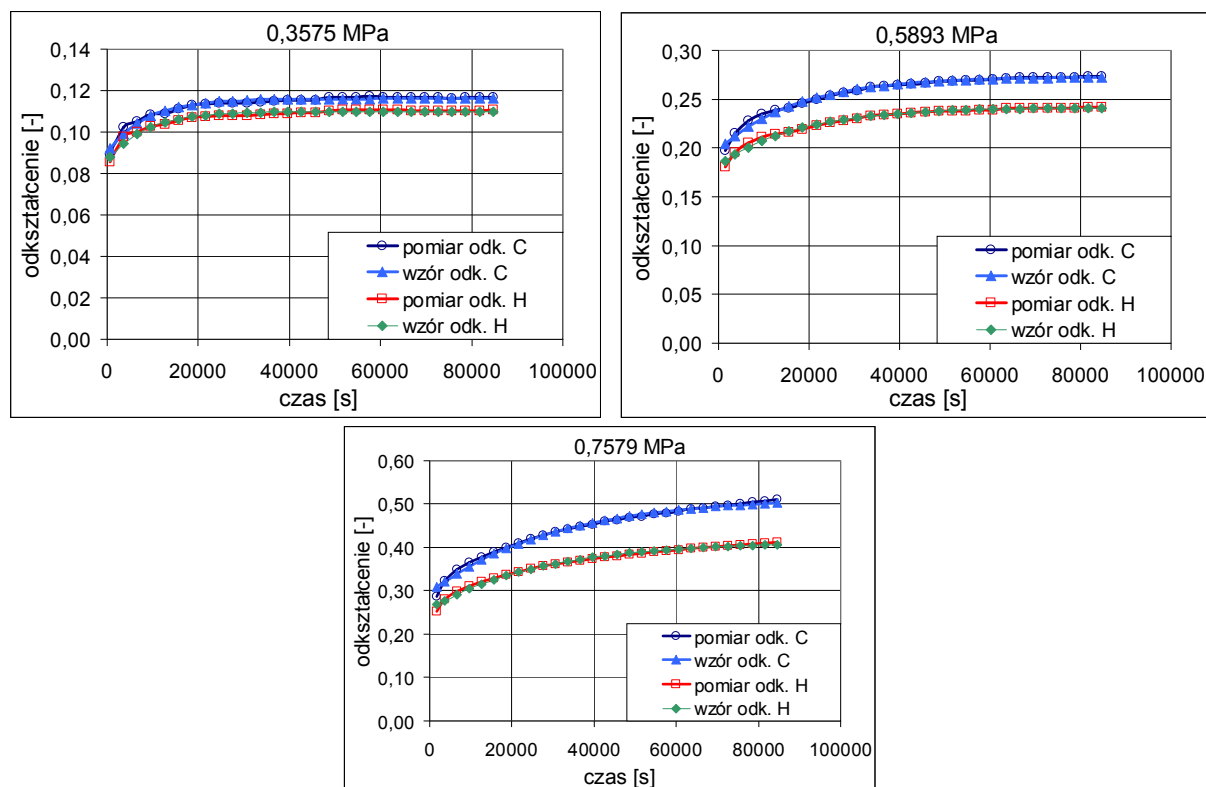 0,3575 MPa
0,14
0,12
0,10
0,08
0,06
0,04
0,02
0,00
odkształcenie [-]
pomiar odk. C
wzór odk. C
pomiar odk. H
wzór odk. H
0 20000 40000 60000 80000 100000
czas [s]
0,5893 MPa
0,30
0,25
0,20
0,15
0,10
0,05
0,00
odkształcenie [-]
pomiar odk. C
wzór odk. C
pomiar odk. H
wzór odk. H
0 20000 40000 60000 80000 100000
czas [s]
0,7579 MPa
0,60
0,50
0,40
0,30
0,20
0,10
0,00
odkształcenie [-]
pomiar odk. C
wzór odk. C
pomiar odk. H
wzór odk. H
0 20000 40000 60000 80000 100000
czas [s]